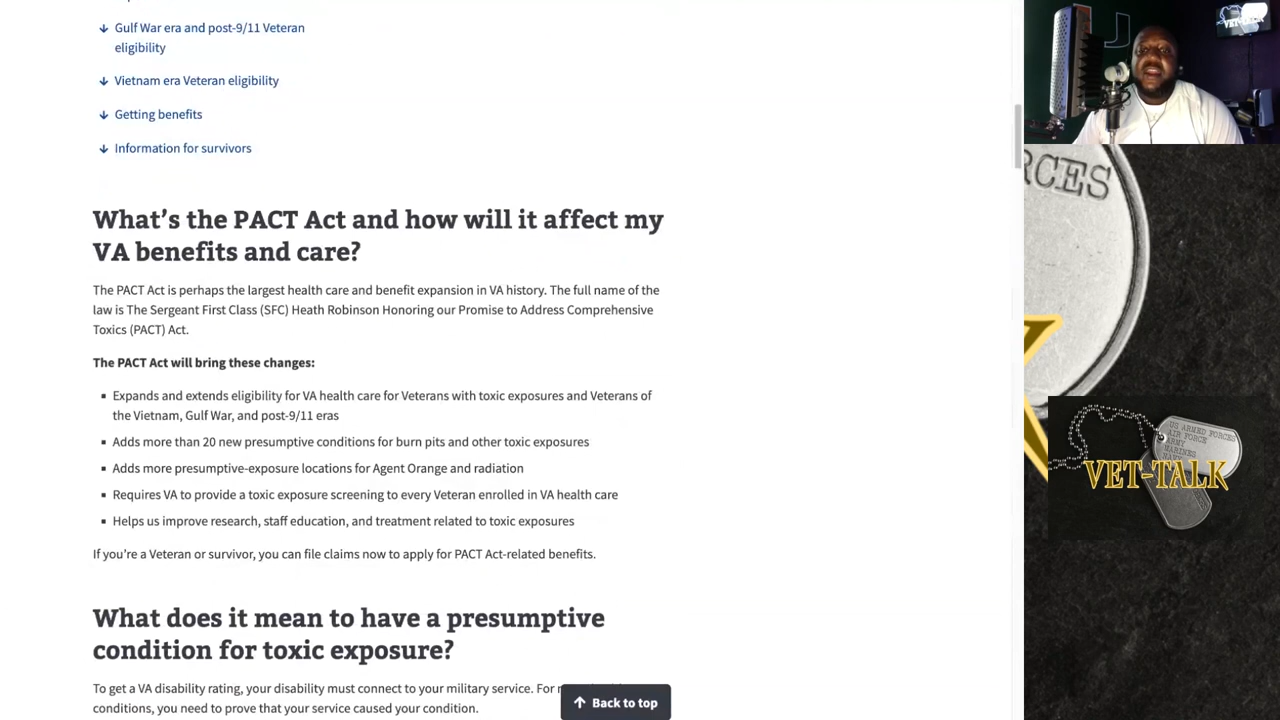 Gulf War era and post-9/11 Veteran
eligibility
Vietnam era Veteran eligibility
Getting benefits
Information for survivors
What's the PACT Act and how will it affect my
VA benefits and care?
The PACT Act is perhaps the largest health care and benefit expansion in VA history. The full name of the
law is The Sergeant First Class (SFC) Heath Robinson Honoring our Promise to Address Comprehensive
Toxics (PACT) Act.
The PACT Act will bring these changes:
Expands and extends eligibility for VA health care for Veterans with toxic exposures and Veterans of
the Vietnam, Gulf War, and post-9/11 eras
Adds more than 20 new presumptive conditions for burn pits and other toxic exposures
Adds more presumptive-exposure locations for Agent Orange and radiation
Requires VA to provide a toxic exposure screening to every Veteran enrolled in VA health care
Helps us improve research, staff education, and treatment related to toxic exposures
If you're a Veteran or survivor, you can file claims now to apply for PACT Act-related benefits.
What does it mean to have a presumptive
condition for toxic exposure?
To get a VA disability rating, your disability must connect to your military service. For
conditions, you need to prove that your service caused your condition.
Back to top
VET-TALK
RCES
US ARMED FORCES
AIR FORCE
ARMY
MARINES
NAVY
VET-TALK